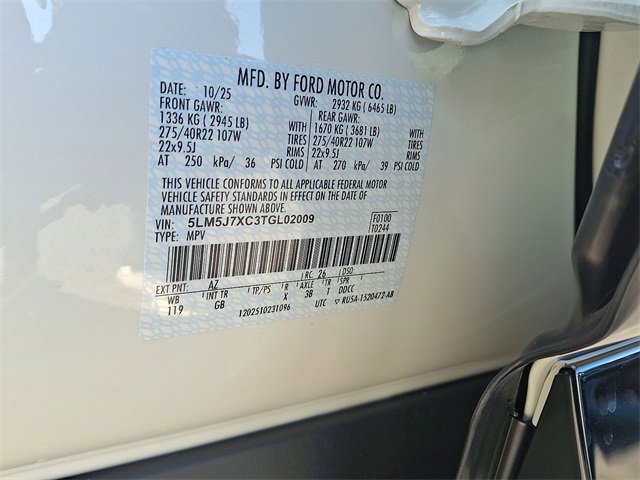 MFD. BY FORD MOTOR CO.
DATE: 10/25 GVWR: 2932 KG ( 6465 LB)
FRONT GAWR: REAR GAWR:
1336 KG ( 2945 LB) WITH 1670 KG ( 3681 LB) WITH
275/40R22 107W TIRES 275/40R22 107W TIRES
22x9.5J RIMS 22x9.5J RIMS
AT 250 kPa/ 36 PSI COLD AT 270 kPa/ 39 PSI COLD
THIS VEHICLE CONFORMS TO ALL APPLICABLE FEDERAL MOTOR
VEHICLE SAFETY STANDARDS IN EFFECT ON THE DATE OF
MANUFACTURE SHOWN ABOVE.
VIN: 5LM5J7XC3TGL02009 F0100
TYPE: MPV T0244
EXT PNT: AZ RC: 26 DSO:
WB INT TR TP/PS R AXLE TR SPR
119 GB X 38 T DDCC
1202510231096 UTC ▽ RU5A-1520472-AB